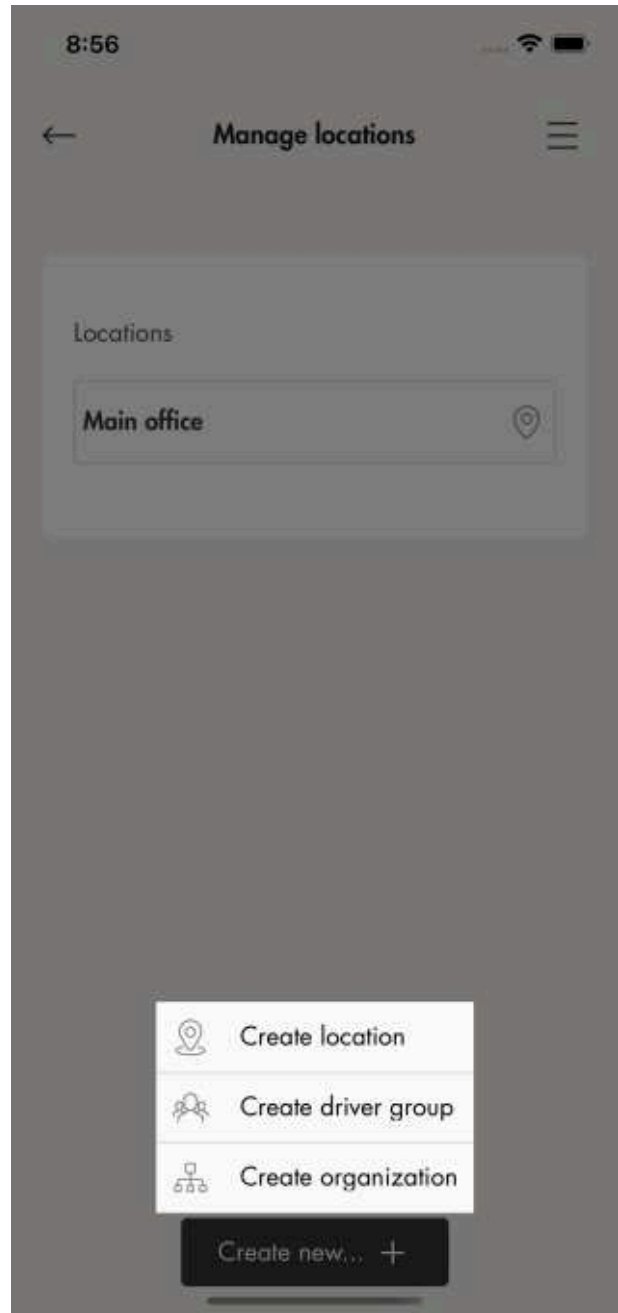 8:56
Manage locations
Locations
Main office
Create location
Create driver group
Create organization
Create new... +